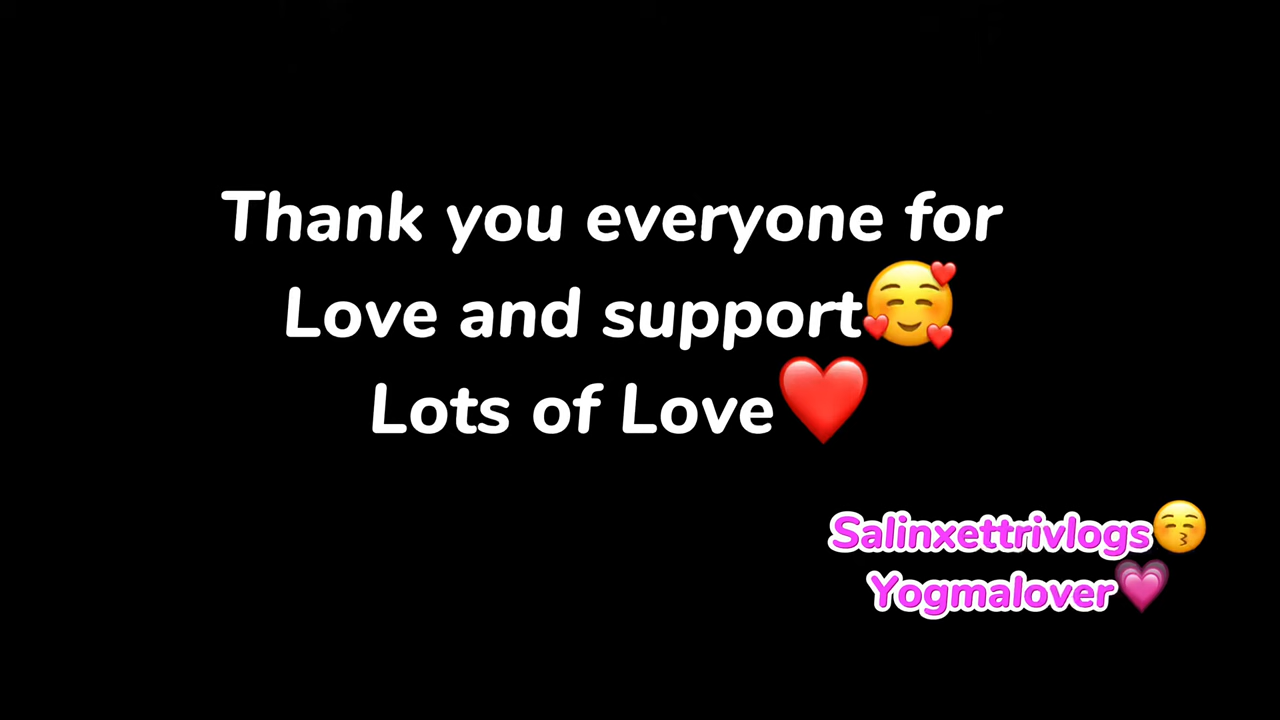 Thank you everyone for
Love and support🥰
Lots of Love❤️
Salinxettrivlogs😚
Yogmalover💗